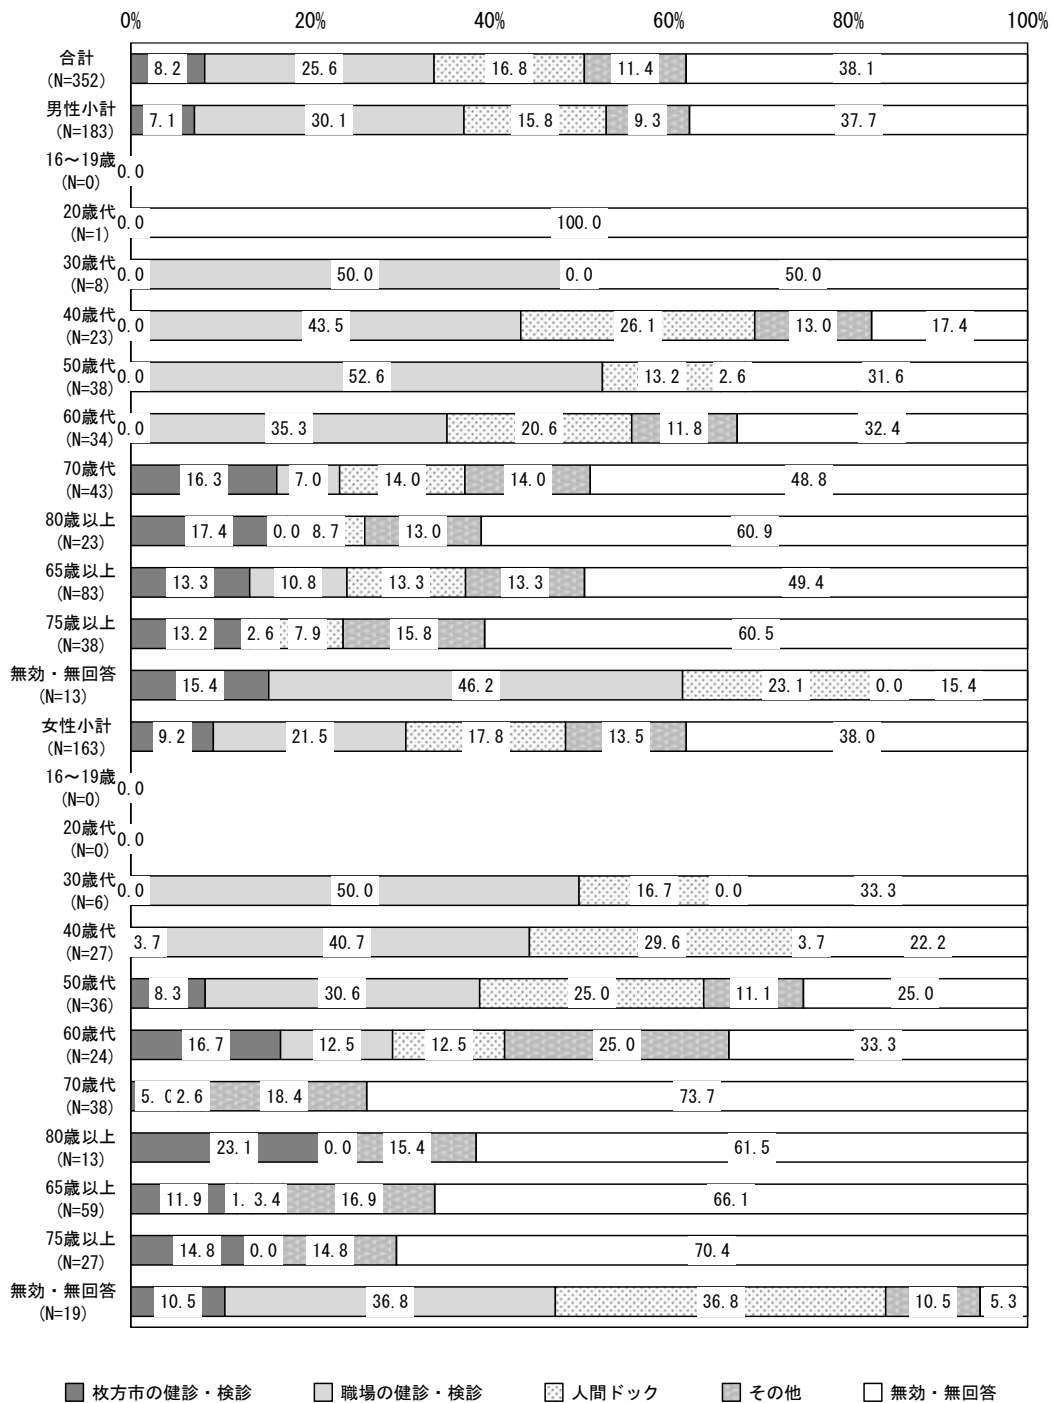 0% 20% 40% 60% 80% 100%
合計
(N=352)
8.2 25.6 16.8 11.4 38.1
男性小計
(N=183)
7.1 30.1 15.8 9.3 37.7
16～19歳
(N=0)
0.0
20歳代
(N=1)
0.0 100.0
30歳代
(N=8)
0.0 50.0 0.0 50.0
40歳代
(N=23)
0.0 43.5 26.1 13.0 17.4
50歳代
(N=38)
0.0 52.6 13.2 2.6 31.6
60歳代
(N=34)
0.0 35.3 20.6 11.8 32.4
70歳代
(N=43)
16.3 7.0 14.0 14.0 48.8
80歳以上
(N=23)
17.4 0.0 8.7 13.0 60.9
65歳以上
(N=83)
13.3 10.8 13.3 13.3 49.4
75歳以上
(N=38)
13.2 2.6 7.9 15.8 60.5
無効・無回答
(N=13)
15.4 46.2 23.1 0.0 15.4
女性小計
(N=163)
9.2 21.5 17.8 13.5 38.0
16～19歳
(N=0)
0.0
20歳代
(N=0)
0.0
30歳代
(N=6)
0.0 50.0 16.7 0.0 33.3
40歳代
(N=27)
3.7 40.7 29.6 3.7 22.2
50歳代
(N=36)
8.3 30.6 25.0 11.1 25.0
60歳代
(N=24)
16.7 12.5 12.5 25.0 33.3
70歳代
(N=38)
2.6 18.4 73.7
80歳以上
(N=13)
23.1 0.0 15.4 61.5
65歳以上
(N=59)
11.9 3.4 16.9 66.1
75歳以上
(N=27)
14.8 0.0 14.8 70.4
無効・無回答
(N=19)
10.5 36.8 36.8 10.5 5.3
枚方市の健診・検診 職場の健診・検診 人間ドック その他 無効・無回答